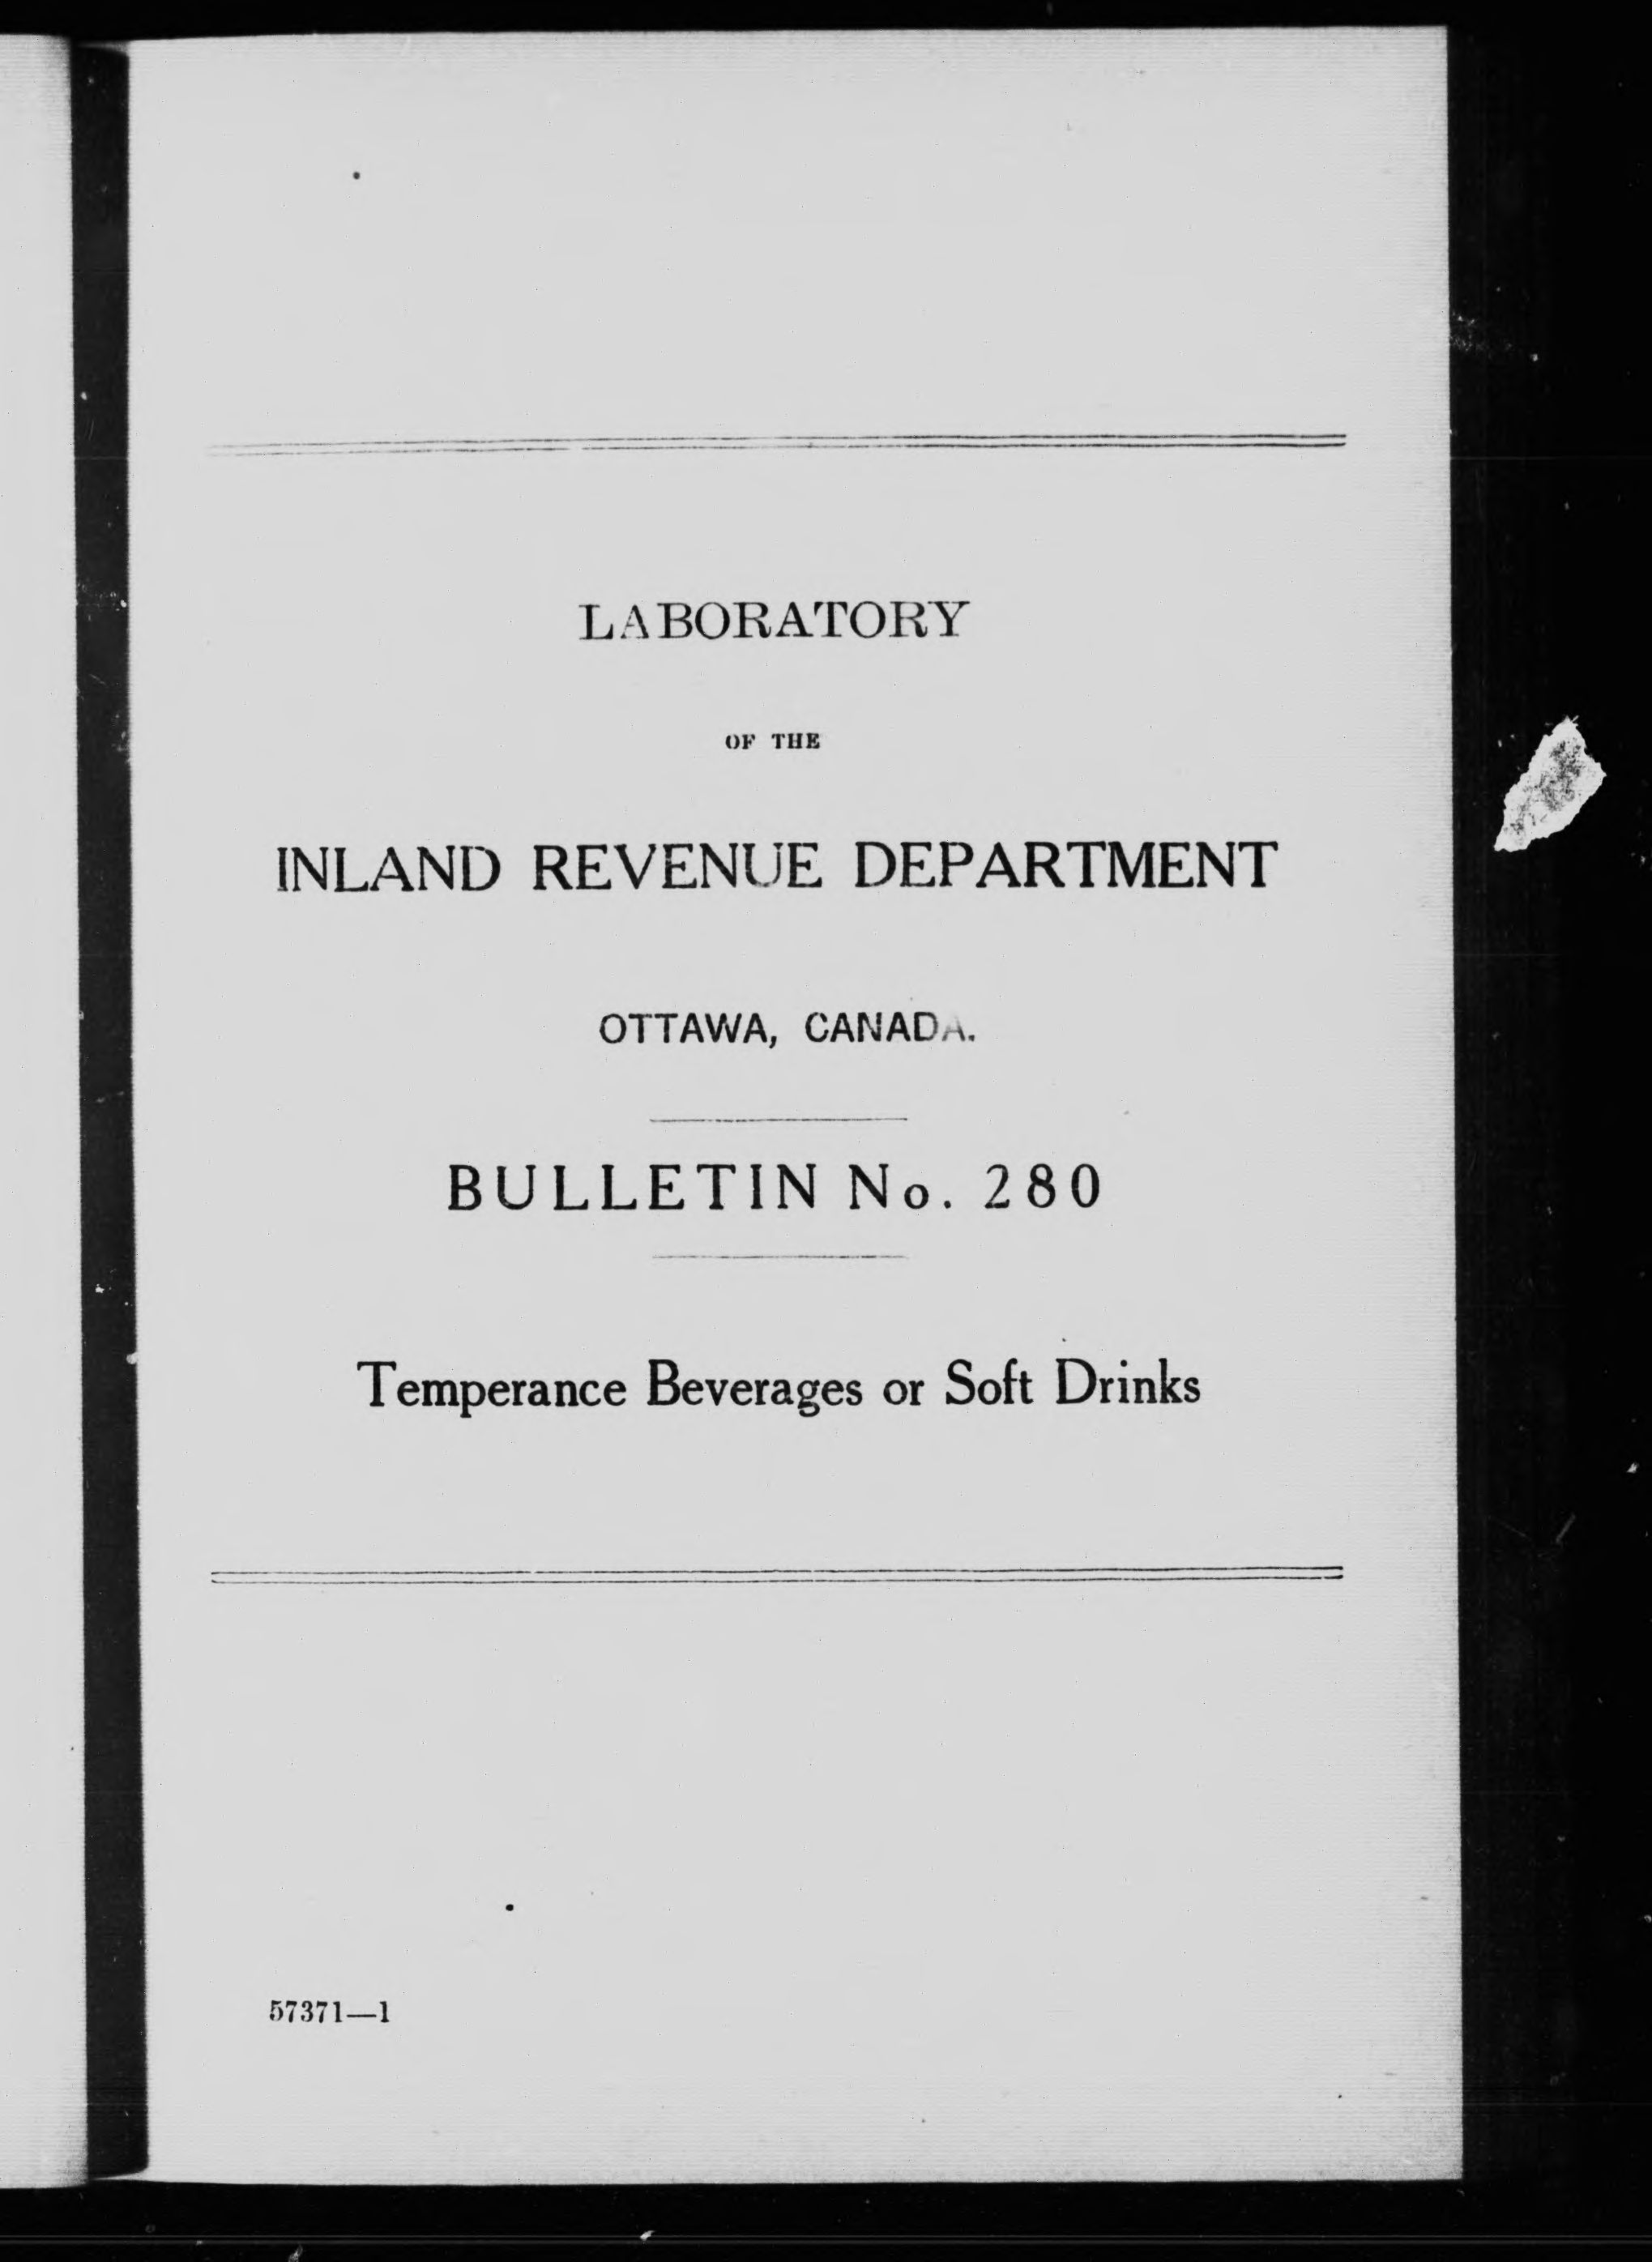 LABORATORY
OF THE
INLAND REVENUE DEPARTMENT
OTTAWA, CANADA.
BULLETIN No. 280
Temperance Beverages or Soft Drinks
57371—1